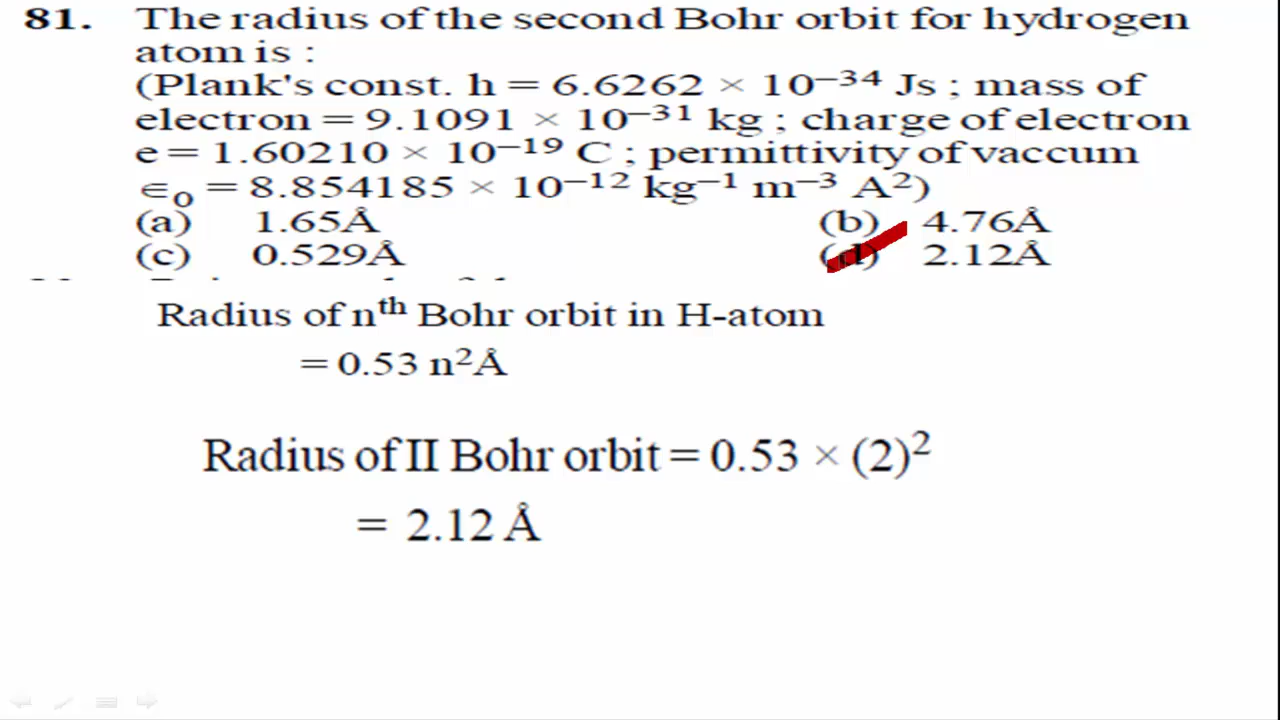 81. The radius of the second Bohr orbit for hydrogen
atom is :
(Plank's const. h = 6.6262 × 10⁻³⁴ Js ; mass of
electron = 9.1091 × 10⁻³¹ kg ; charge of electron
e = 1.60210 × 10⁻¹⁹ C ; permittivity of vaccum
∈₀ = 8.854185 × 10⁻¹² kg⁻¹ m⁻³ A²)
(a) 1.65Å (b) 4.76Å
(c) 0.529Å (d) 2.12Å
Radius of nᵗʰ Bohr orbit in H-atom
= 0.53 n²Å
Radius of II Bohr orbit = 0.53 × (2)²
= 2.12 Å